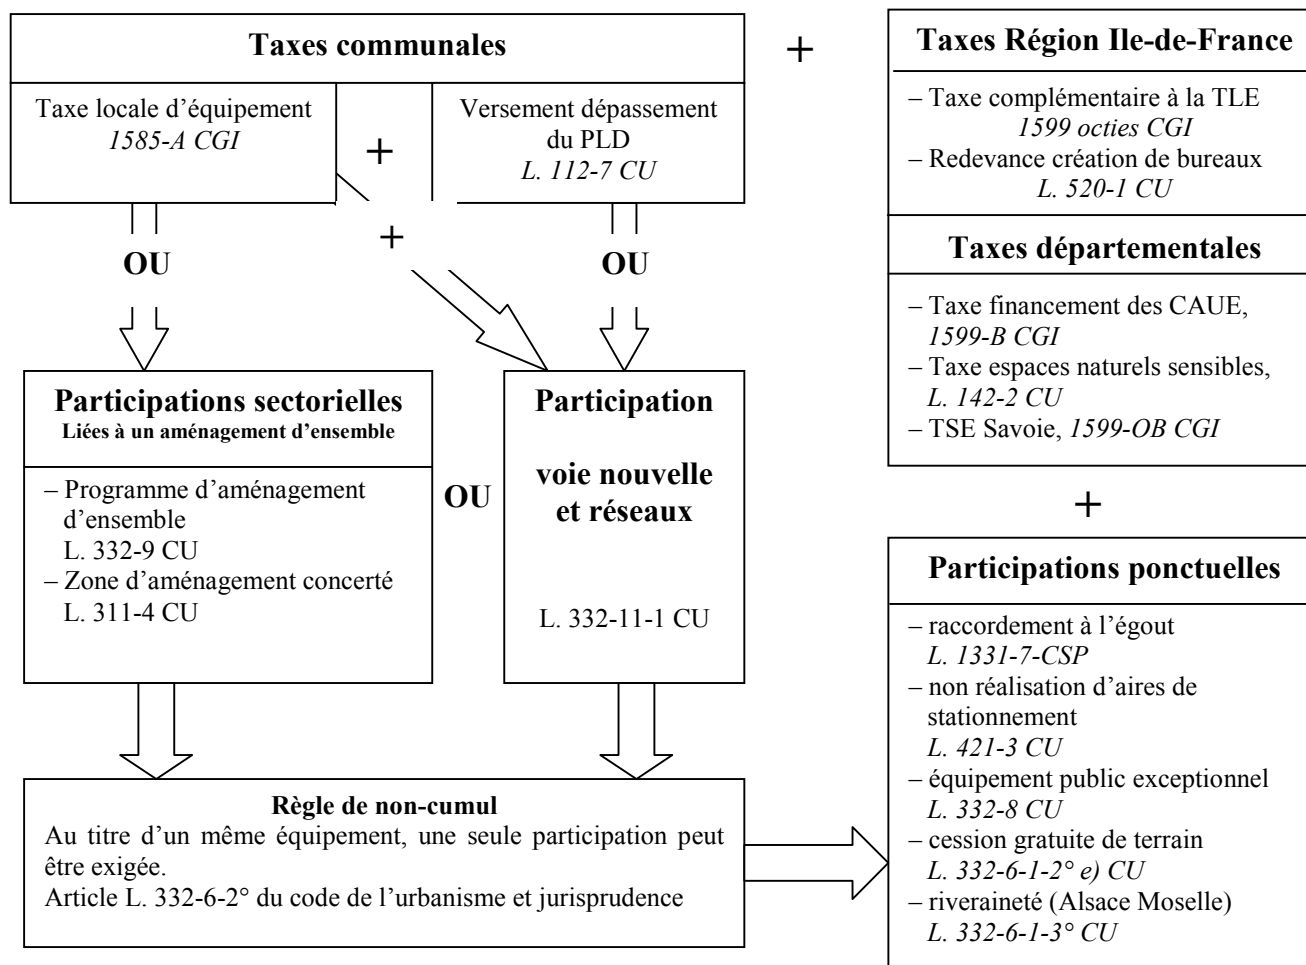 Taxes communales
+
Taxe locale d'équipement
1585-A CGI
+
Versement dépassement
du PLD
L. 112-7 CU
+
OU
OU
Participations sectorielles
Liées à un aménagement d'ensemble
– Programme d'aménagement
d'ensemble
L. 332-9 CU
– Zone d'aménagement concerté
L. 311-4 CU
OU
Participation
voie nouvelle
et réseaux
L. 332-11-1 CU
Règle de non-cumul
Au titre d'un même équipement, une seule participation peut
être exigée.
Article L. 332-6-2° du code de l'urbanisme et jurisprudence
Taxes Région Ile-de-France
– Taxe complémentaire à la TLE
1599 octies CGI
– Redevance création de bureaux
L. 520-1 CU
Taxes départementales
– Taxe financement des CAUE,
1599-B CGI
– Taxe espaces naturels sensibles,
L. 142-2 CU
– TSE Savoie, 1599-OB CGI
+
Participations ponctuelles
– raccordement à l'égout
L. 1331-7-CSP
– non réalisation d'aires de
stationnement
L. 421-3 CU
– équipement public exceptionnel
L. 332-8 CU
– cession gratuite de terrain
L. 332-6-1-2° e) CU
– riveraineté (Alsace Moselle)
L. 332-6-1-3° CU